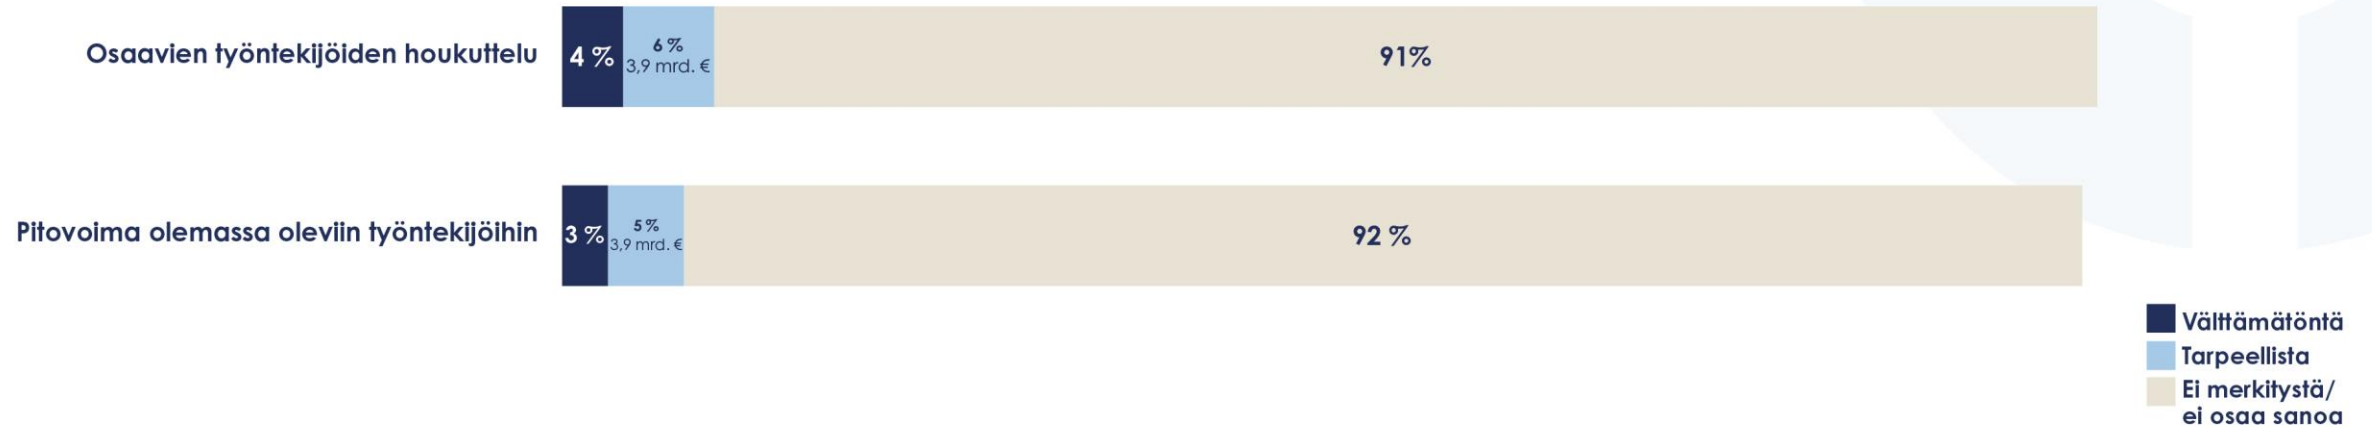 Osaavien työntekijöiden houkuttelu
4 %
6 %
3,9 mrd. €
91%
Pitovoima olemassa oleviin työntekijöihin
3 %
5 %
3,9 mrd. €
92 %
Välttämätöntä
Tarpeellista
Ei merkitystä/
ei osaa sanoa